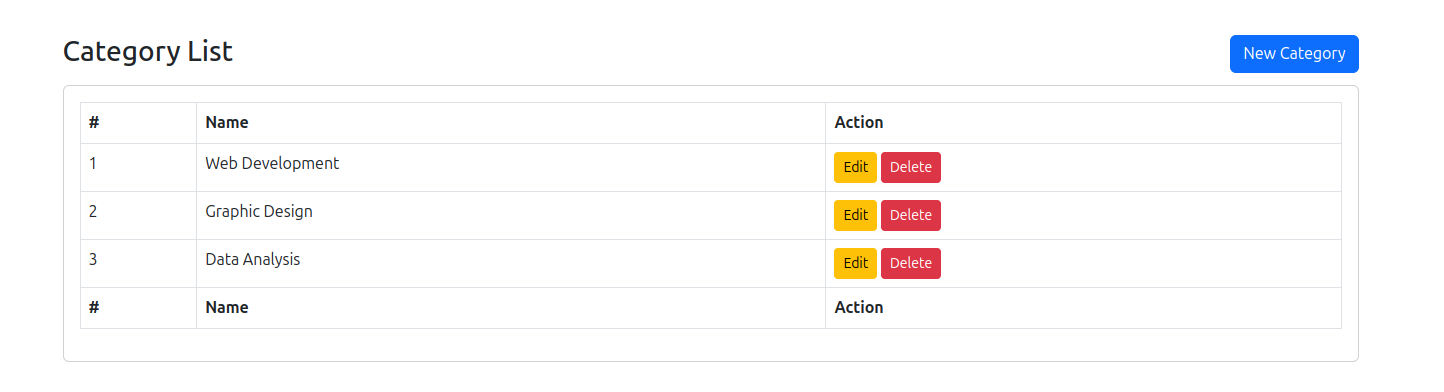 Category List
New Category
# Name Action
1 Web Development Edit Delete
2 Graphic Design Edit Delete
3 Data Analysis Edit Delete
# Name Action